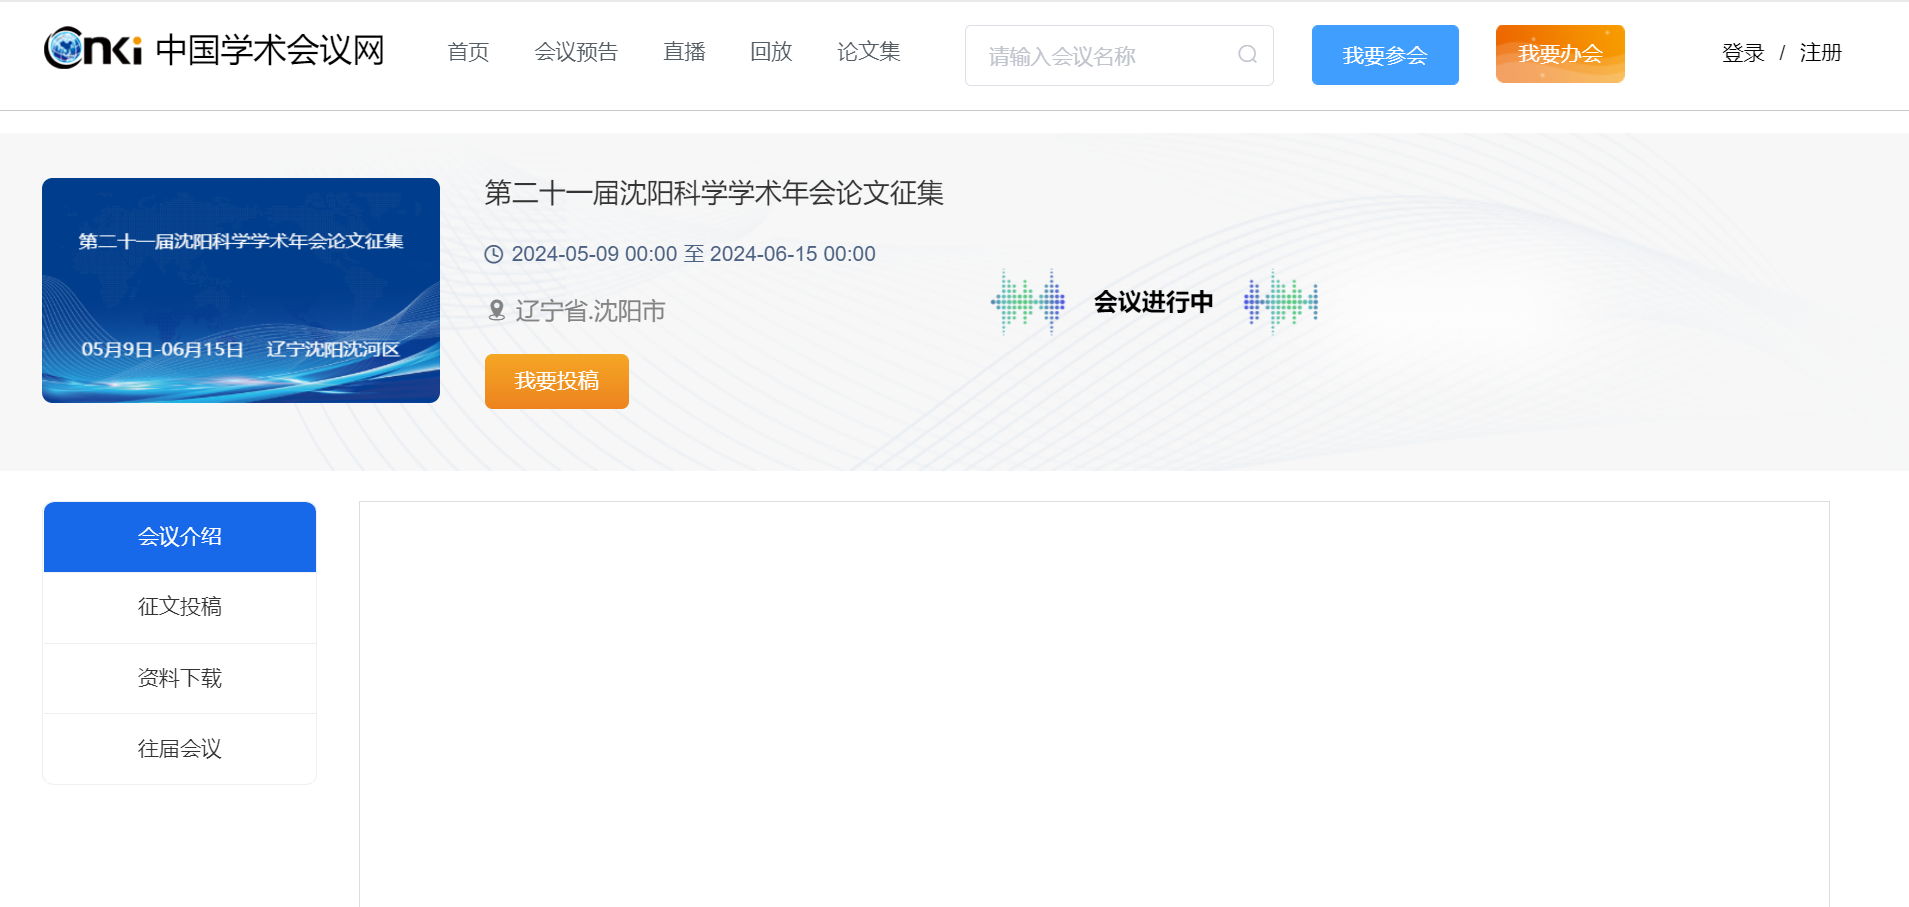 cnki 中国学术会议网 首页 会议预告 直播 回放 论文集 请输入会议名称 我要参会 我要办会 登录 / 注册
第二十一届沈阳科学学术年会论文征集
05月9日-06月15日 辽宁沈阳沈河区
第二十一届沈阳科学学术年会论文征集
2024-05-09 00:00 至 2024-06-15 00:00
辽宁省.沈阳市
我要投稿
会议进行中
会议介绍
征文投稿
资料下载
往届会议